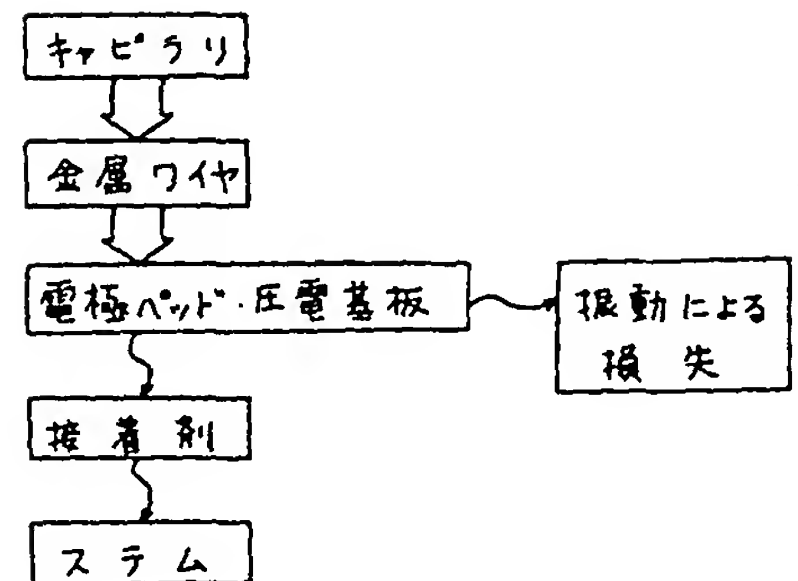 キャピラリ
金属ワイヤ
電極パッド・圧電基板
振動による
損失
接着剤
ステム